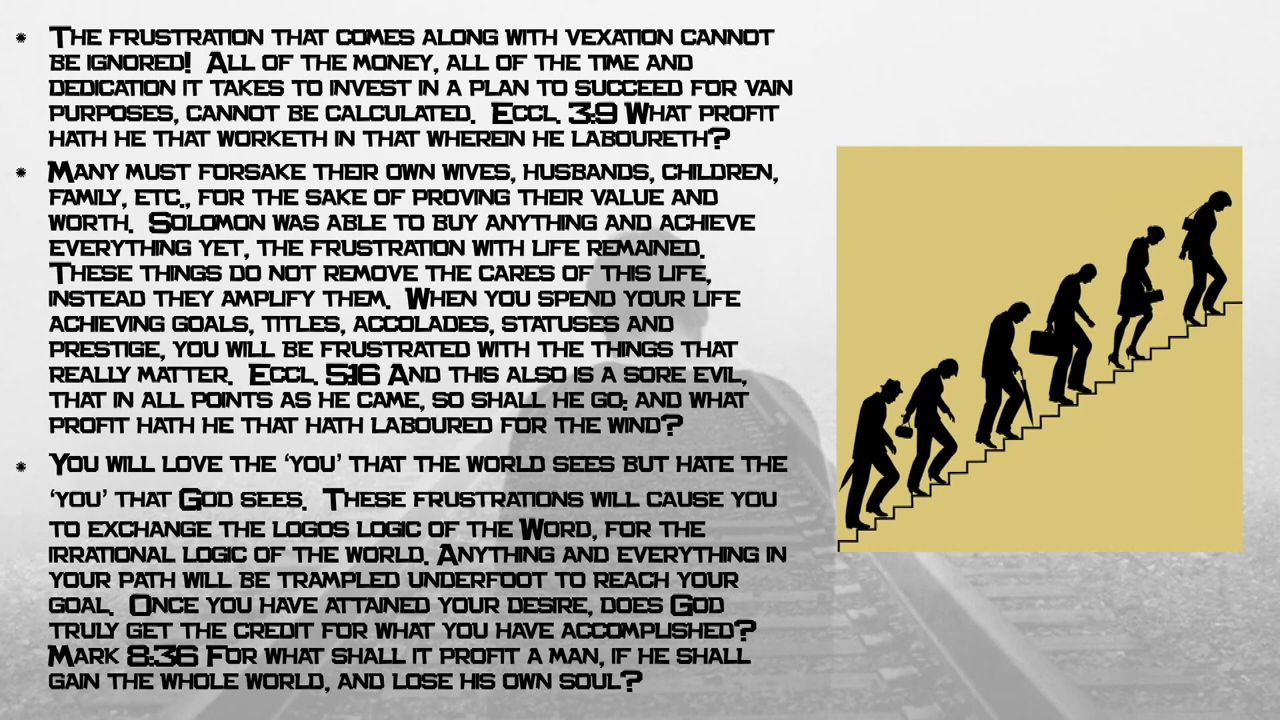 * The frustration that comes along with vexation cannot
be ignored!  All of the money, all of the time and
dedication it takes to invest in a plan to succeed for vain
purposes, cannot be calculated.  Eccl. 3:9 What profit
hath he that worketh in that wherein he laboureth?
* Many must forsake their own wives, husbands, children,
family, etc., for the sake of proving their value and
worth.  Solomon was able to buy anything and achieve
everything yet, the frustration with life remained.
These things do not remove the cares of this life,
instead they amplify them.  When you spend your life
achieving goals, titles, accolades, statuses and
prestige, you will be frustrated with the things that
really matter.  Eccl. 5:16 And this also is a sore evil,
that in all points as he came, so shall he go: and what
profit hath he that hath laboured for the wind?
* You will love the ‘you’ that the world sees but hate the
‘you’ that God sees.  These frustrations will cause you
to exchange the logos logic of the Word, for the
irrational logic of the world. Anything and everything in
your path will be trampled underfoot to reach your
goal.  Once you have attained your desire, does God
truly get the credit for what you have accomplished?
Mark 8:36 For what shall it profit a man, if he shall
gain the whole world, and lose his own soul?